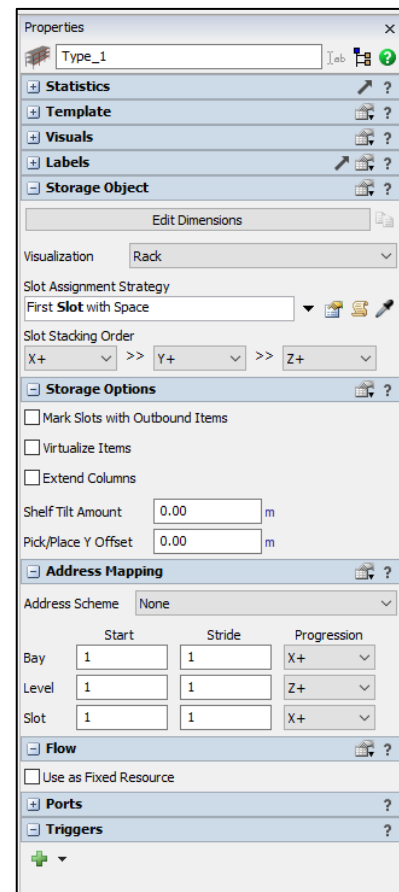 Properties
Type_1
Statistics ?
Template ?
Visuals ?
Labels ?
Storage Object ?
Edit Dimensions
Visualization Rack
Slot Assignment Strategy
First Slot with Space
Slot Stacking Order
X+ >> Y+ >> Z+
Storage Options ?
Mark Slots with Outbound Items
Virtualize Items
Extend Columns
Shelf Tilt Amount 0.00 m
Pick/Place Y Offset 0.00 m
Address Mapping ?
Address Scheme None
Start Stride Progression
Bay 1 1 X+
Level 1 1 Z+
Slot 1 1 X+
Flow ?
Use as Fixed Resource
Ports ?
Triggers ?